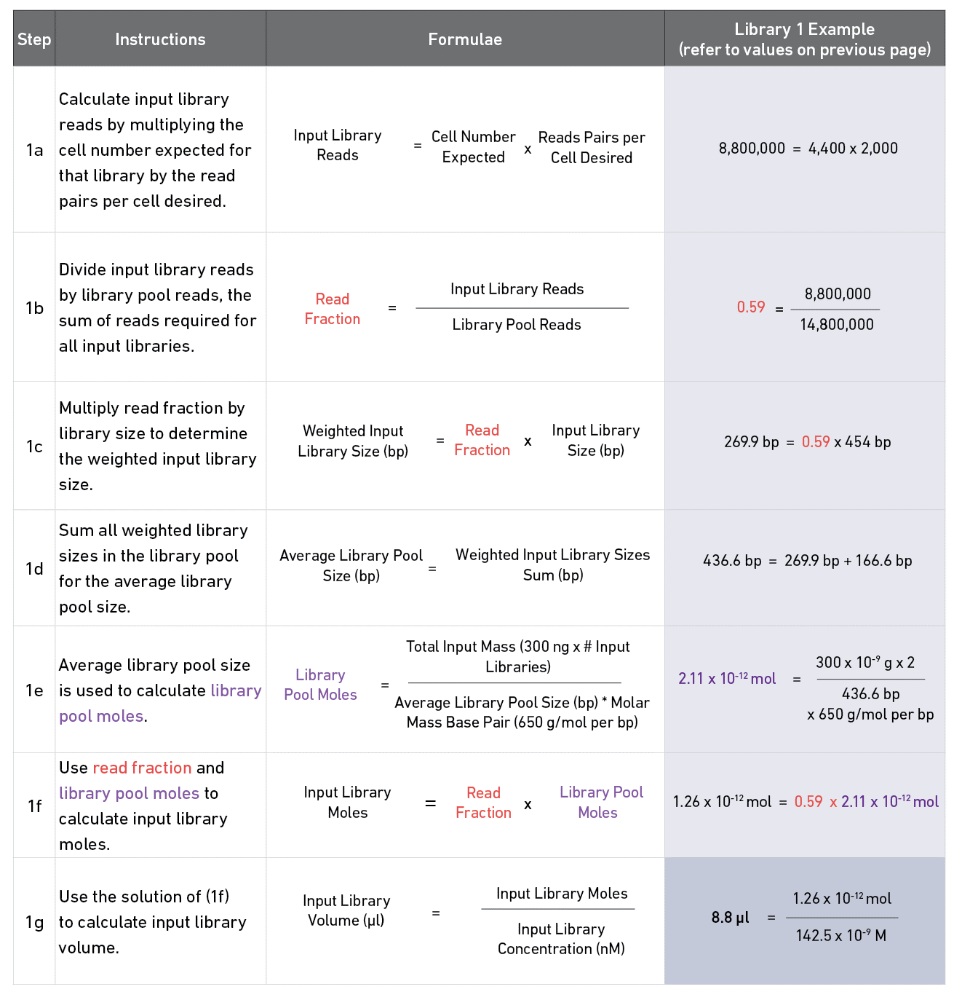 Step
Instructions
Formulae
Library 1 Example
(refer to values on previous page)
1a
Calculate input library
reads by multiplying the
cell number expected for
that library by the read
pairs per cell desired.
Input Library
Reads
=
Cell Number
Expected
x
Reads Pairs per
Cell Desired
8,800,000 = 4,400 x 2,000
1b
Divide input library reads
by library pool reads, the
sum of reads required for
all input libraries.
Read
Fraction
=
Input Library Reads
Library Pool Reads
0.59 =
8,800,000
14,800,000
1c
Multiply read fraction by
library size to determine
the weighted input library
size.
Weighted Input
Library Size (bp)
=
Read
Fraction
x
Input Library
Size (bp)
269.9 bp = 0.59 x 454 bp
1d
Sum all weighted library
sizes in the library pool
for the average library
pool size.
Average Library Pool
Size (bp)
=
Weighted Input Library Sizes
Sum (bp)
436.6 bp = 269.9 bp + 166.6 bp
1e
Average library pool size
is used to calculate library
pool moles.
Library
Pool Moles
=
Total Input Mass (300 ng x # Input
Libraries)
Average Library Pool Size (bp) * Molar
Mass Base Pair (650 g/mol per bp)
2.11 x 10⁻¹² mol =
300 x 10⁻⁹ g x 2
436.6 bp
x 650 g/mol per bp
1f
Use read fraction and
library pool moles to
calculate input library
moles.
Input Library
Moles
=
Read
Fraction
x
Library Pool
Moles
1.26 x 10⁻¹² mol = 0.59 x 2.11 x 10⁻¹² mol
1g
Use the solution of (1f)
to calculate input library
volume.
Input Library
Volume (µl)
=
Input Library Moles
Input Library
Concentration (nM)
8.8 µl =
1.26 x 10⁻¹² mol
142.5 x 10⁻⁹ M